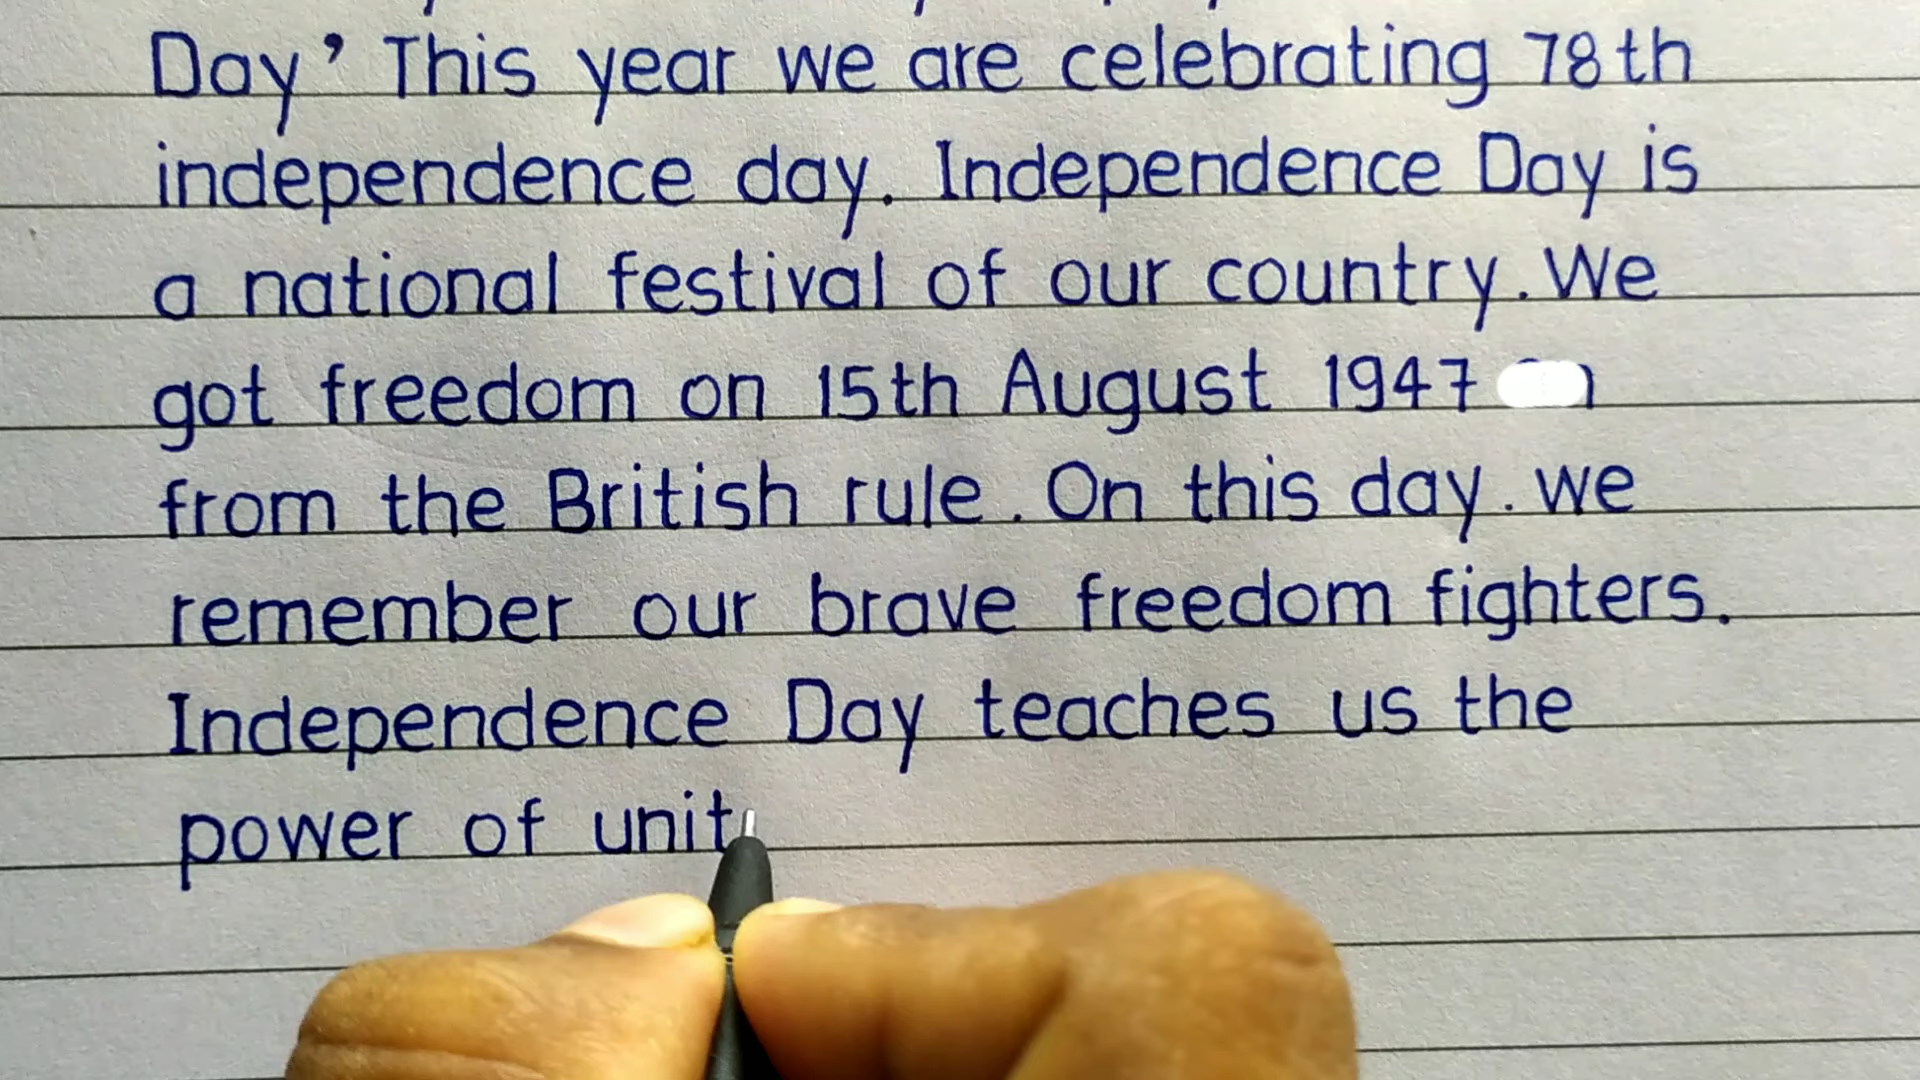 Day’ This year we are celebrating 78th
independence day. Independence Day is
a national festival of our country. We
got freedom on 15th August 1947
from the British rule. On this day. we
remember our brave freedom fighters.
Independence Day teaches us the
power of unit